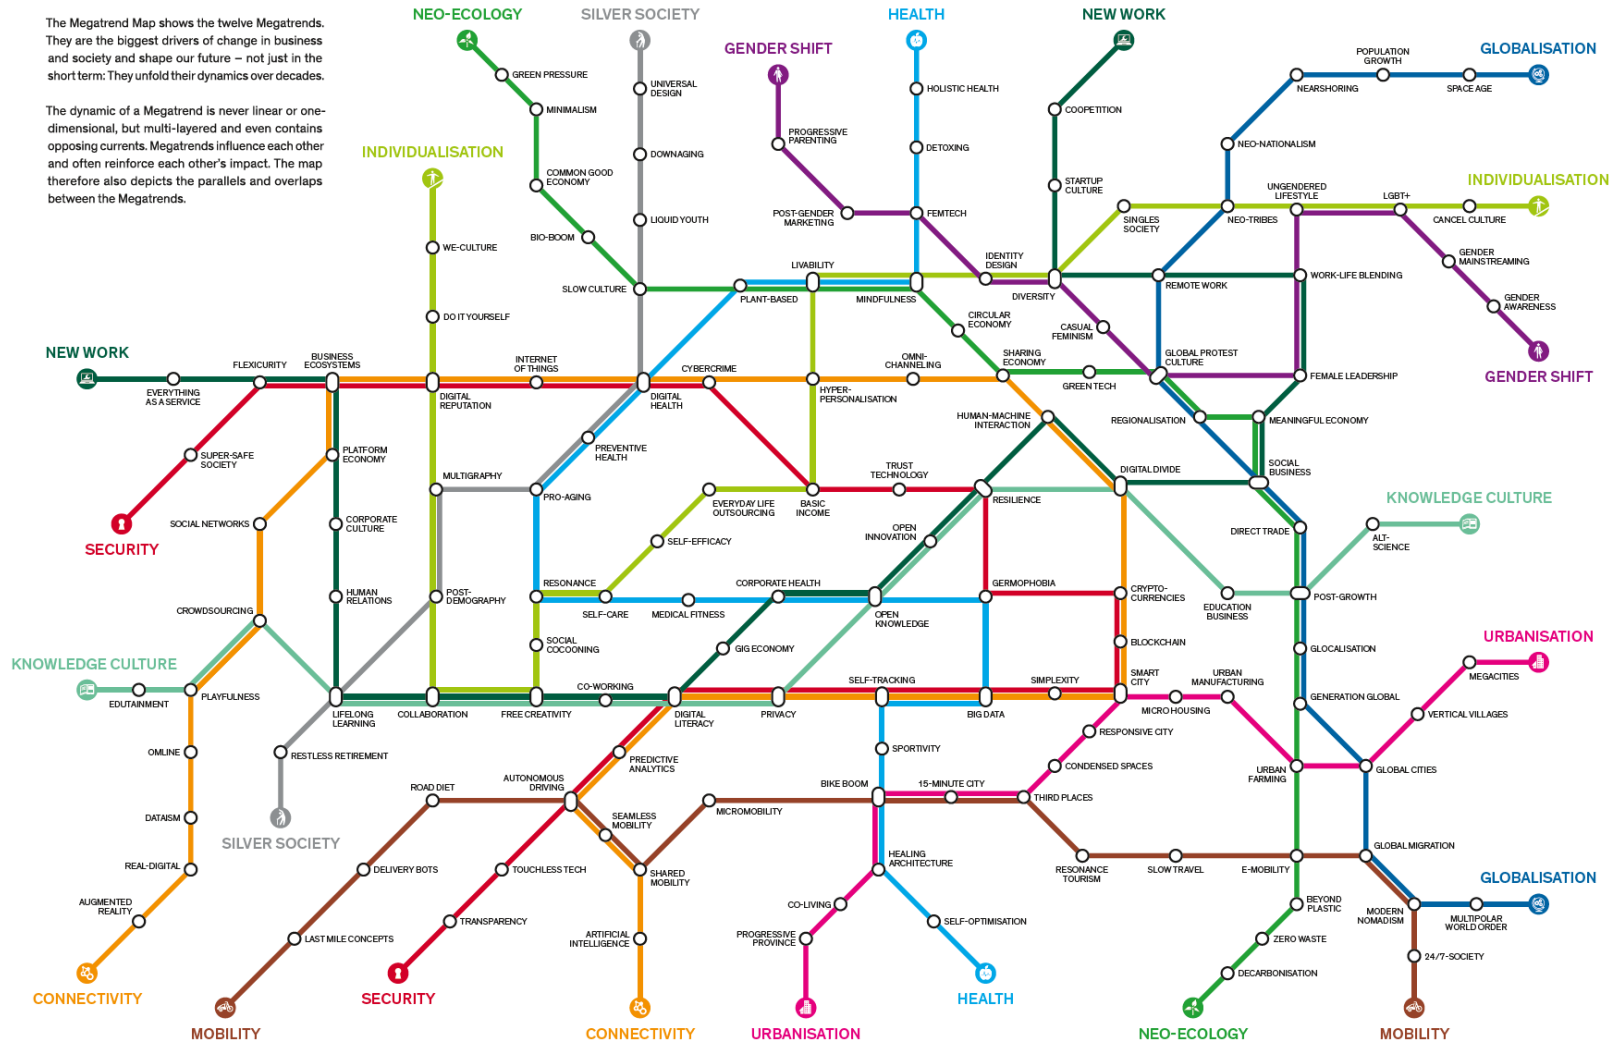 The Megatrend Map shows the twelve Megatrends.
They are the biggest drivers of change in business
and society and shape our future – not just in the
short term: They unfold their dynamics over decades.
The dynamic of a Megatrend is never linear or one-
dimensional, but multi-layered and even contains
opposing currents. Megatrends influence each other
and often reinforce each other's impact. The map
therefore also depicts the parallels and overlaps
between the Megatrends.
NEO-ECOLOGY
SILVER SOCIETY
HEALTH
NEW WORK
GENDER SHIFT
GLOBALISATION
POPULATION
GROWTH
NEARSHORING
SPACE AGE
GREEN PRESSURE
UNIVERSAL
DESIGN
HOLISTIC HEALTH
MINIMALISM
COOPETITION
PROGRESSIVE
PARENTING
DETOXING
NEO-NATIONALISM
INDIVIDUALISATION
DOWNAGING
COMMON GOOD
ECONOMY
STARTUP
CULTURE
UNGENDERED
LIFESTYLE
LGBT+
INDIVIDUALISATION
LIQUID YOUTH
POST-GENDER
MARKETING
FEMTECH
SINGLES
SOCIETY
NEO-TRIBES
CANCEL CULTURE
BIO-BOOM
WE-CULTURE
LIVABILITY
IDENTITY
DESIGN
GENDER
MAINSTREAMING
SLOW CULTURE
PLANT-BASED
MINDFULNESS
DIVERSITY
REMOTE WORK
WORK-LIFE BLENDING
GENDER
AWARENESS
DO IT YOURSELF
CIRCULAR
ECONOMY
CASUAL
FEMINISM
NEW WORK
FLEXICURITY
BUSINESS
ECOSYSTEMS
INTERNET
OF THINGS
CYBERCRIME
OMNI-
CHANNELING
SHARING
ECONOMY
GLOBAL PROTEST
CULTURE
GREEN TECH
FEMALE LEADERSHIP
GENDER SHIFT
EVERYTHING
AS A SERVICE
DIGITAL
REPUTATION
DIGITAL
HEALTH
HYPER-
PERSONALISATION
HUMAN-MACHINE
INTERACTION
REGIONALISATION
MEANINGFUL ECONOMY
SUPER-SAFE
SOCIETY
PLATFORM
ECONOMY
PREVENTIVE
HEALTH
MULTIGRAPHY
PRO-AGING
TRUST
TECHNOLOGY
DIGITAL DIVIDE
SOCIAL
BUSINESS
EVERYDAY LIFE
OUTSOURCING
BASIC
INCOME
RESILIENCE
KNOWLEDGE CULTURE
SECURITY
SOCIAL NETWORKS
CORPORATE
CULTURE
SELF-EFFICACY
OPEN
INNOVATION
DIRECT TRADE
ALT-
SCIENCE
CROWDSOURCING
HUMAN
RELATIONS
POST-
DEMOGRAPHY
RESONANCE
SELF-CARE
MEDICAL FITNESS
CORPORATE HEALTH
OPEN
KNOWLEDGE
GERMOPHOBIA
CRYPTO-
CURRENCIES
EDUCATION
BUSINESS
POST-GROWTH
SOCIAL
COCOONING
GIG ECONOMY
BLOCKCHAIN
GLOCALISATION
URBANISATION
KNOWLEDGE CULTURE
EDUTAINMENT
PLAYFULNESS
LIFELONG
LEARNING
COLLABORATION
FREE CREATIVITY
CO-WORKING
DIGITAL
LITERACY
PRIVACY
SELF-TRACKING
BIG DATA
SIMPLEXITY
SMART
CITY
MICRO HOUSING
URBAN
MANUFACTURING
GENERATION GLOBAL
MEGACITIES
VERTICAL VILLAGES
OMLINE
RESTLESS RETIREMENT
PREDICTIVE
ANALYTICS
SPORTIVITY
RESPONSIVE CITY
CONDENSED SPACES
URBAN
FARMING
GLOBAL CITIES
ROAD DIET
AUTONOMOUS
DRIVING
BIKE BOOM
15-MINUTE CITY
THIRD PLACES
MICROMOBILITY
DATAISM
SEAMLESS
MOBILITY
SILVER SOCIETY
REAL-DIGITAL
DELIVERY BOTS
TOUCHLESS TECH
SHARED
MOBILITY
HEALING
ARCHITECTURE
RESONANCE
TOURISM
SLOW TRAVEL
E-MOBILITY
GLOBAL MIGRATION
GLOBALISATION
AUGMENTED
REALITY
TRANSPARENCY
CO-LIVING
SELF-OPTIMISATION
BEYOND
PLASTIC
MODERN
NOMADISM
MULTIPOLAR
WORLD ORDER
LAST MILE CONCEPTS
ARTIFICIAL
INTELLIGENCE
PROGRESSIVE
PROVINCE
ZERO WASTE
24/7-SOCIETY
DECARBONISATION
CONNECTIVITY
SECURITY
HEALTH
MOBILITY
CONNECTIVITY
URBANISATION
NEO-ECOLOGY
MOBILITY